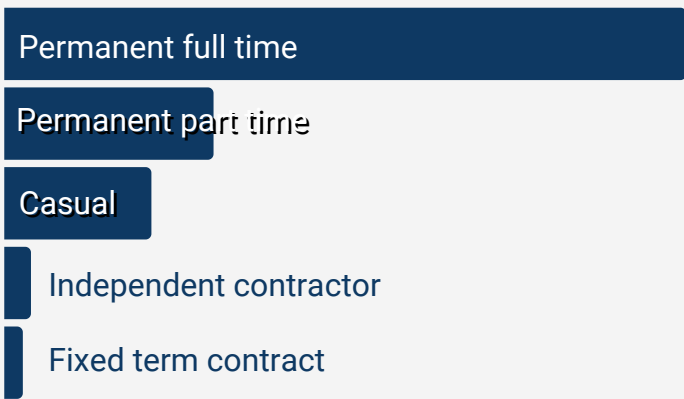 Permanent full time
Permanent part time
Casual
Independent contractor
Fixed term contract